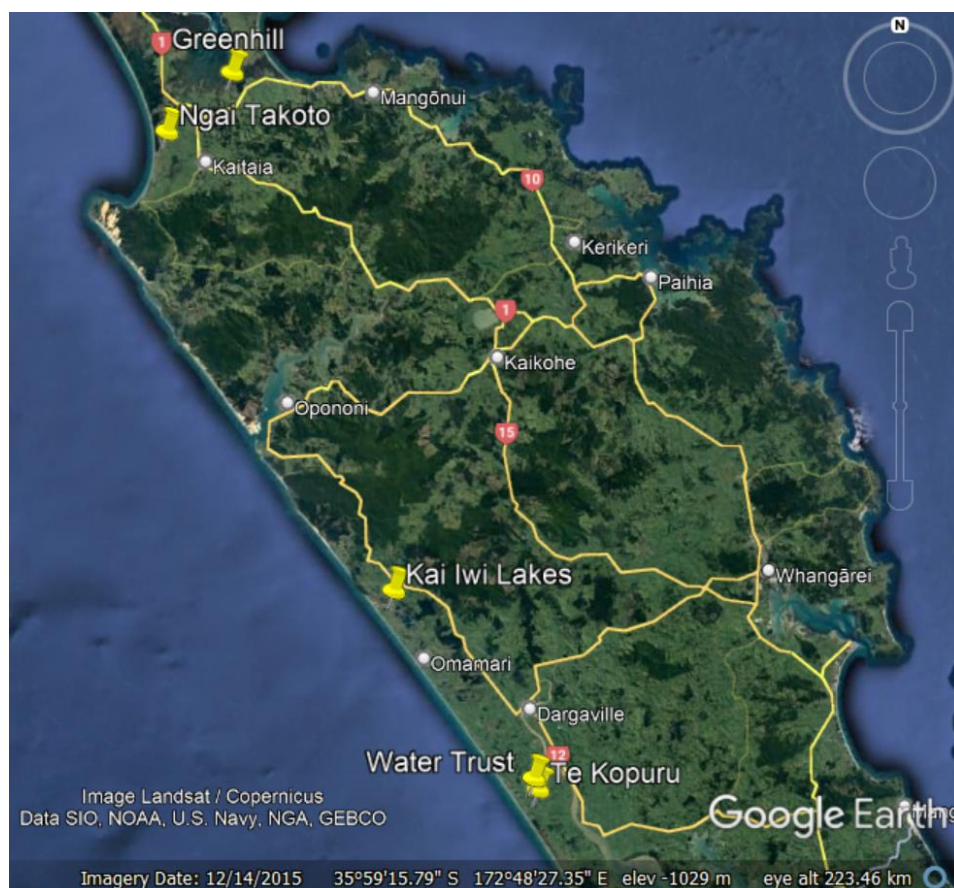 N
1
Greenhill
Mangōnui
Ngai Takoto
Kaitaia
10
Kerikeri
Paihia
1
Kaikohe
Opononi
15
Kai Iwi Lakes
Whangārei
Omamari
Dargaville
Water Trust
12
Te Kopuru
Image Landsat / Copernicus
Data SIO, NOAA, U.S. Navy, NGA, GEBCO
Google Earth
Imagery Date: 12/14/2015 35°59'15.79" S 172°48'27.35" E elev -1029 m eye alt 223.46 km